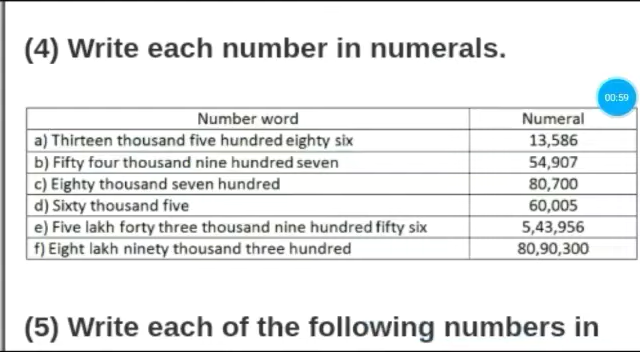 (4) Write each number in numerals.
00:59
Number word Numeral
a) Thirteen thousand five hundred eighty six 13,586
b) Fifty four thousand nine hundred seven 54,907
c) Eighty thousand seven hundred 80,700
d) Sixty thousand five 60,005
e) Five lakh forty three thousand nine hundred fifty six 5,43,956
f) Eight lakh ninety thousand three hundred 80,90,300
(5) Write each of the following numbers in